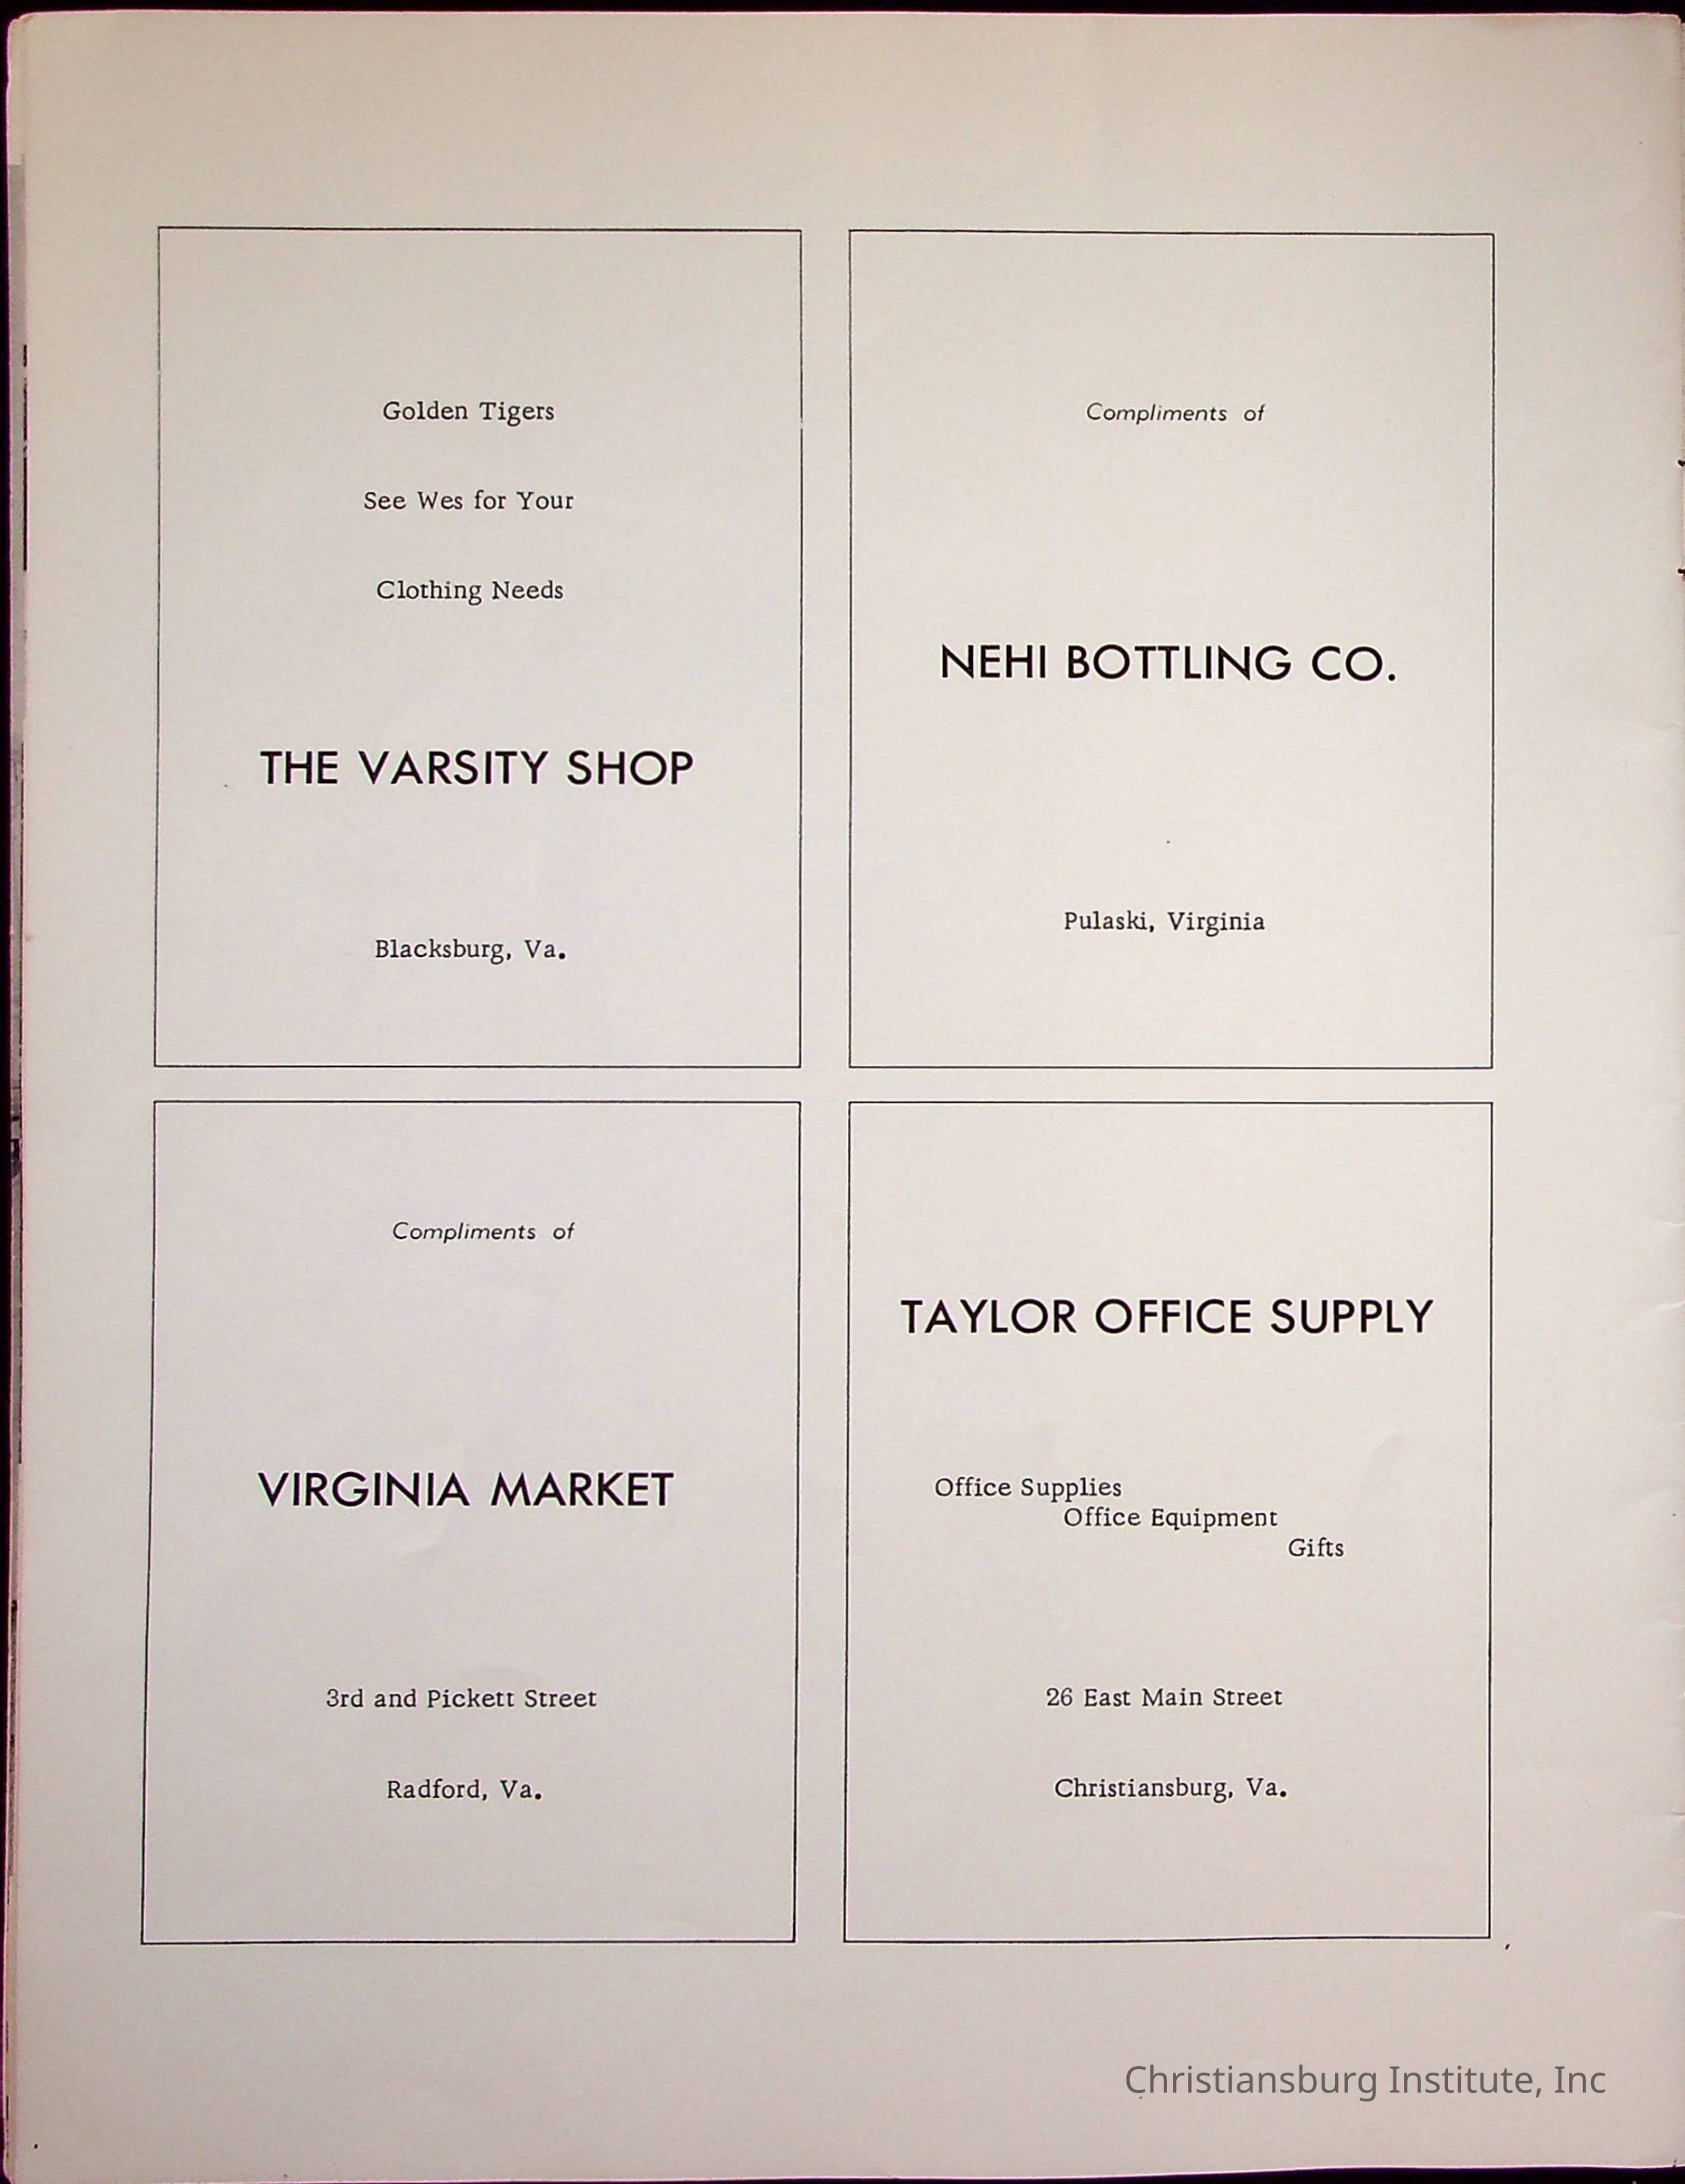 Golden Tigers
See Wes for Your
Clothing Needs
THE VARSITY SHOP
Blacksburg, Va.
Compliments of
NEHI BOTTLING CO.
Pulaski, Virginia
Compliments of
VIRGINIA MARKET
3rd and Pickett Street
Radford, Va.
TAYLOR OFFICE SUPPLY
Office Supplies
Office Equipment
Gifts
26 East Main Street
Christiansburg, Va.
Christiansburg Institute, Inc